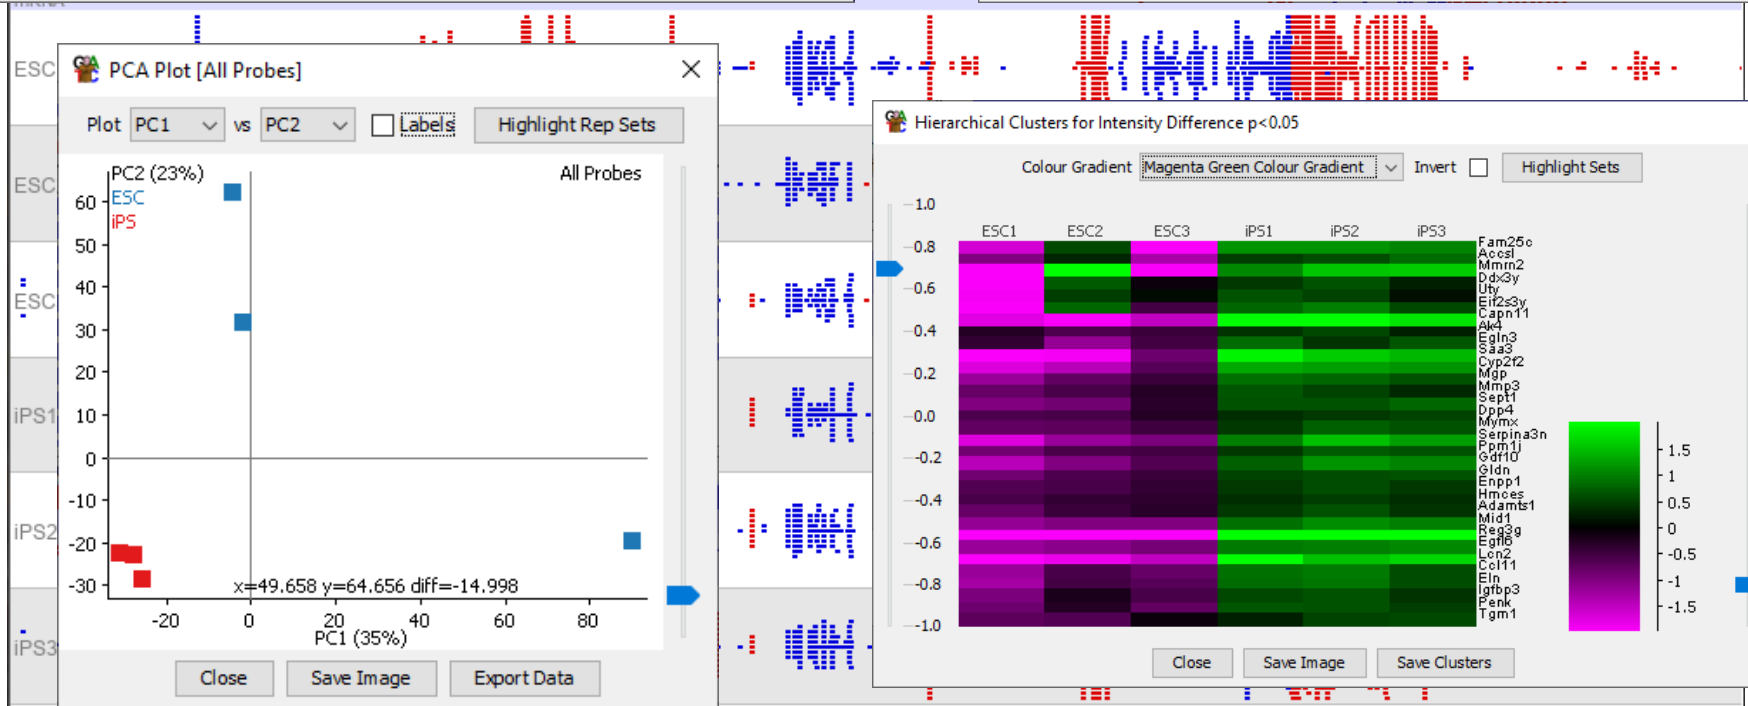 mRNA
ESC
ESC
ESC
iPS1
iPS2
iPS3
PCA Plot [All Probes]
Plot PC1 vs PC2 Labels Highlight Rep Sets
PC2 (23%)
All Probes
ESC
iPS
60
50
40
30
20
10
0
-10
-20
-30
x=49.658 y=64.656 diff=-14.998
-20 0 20 40 60 80
PC1 (35%)
Close Save Image Export Data
Hierarchical Clusters for Intensity Difference p<0.05
Colour Gradient Magenta Green Colour Gradient Invert Highlight Sets
1.0
0.8
0.6
0.4
0.2
0.0
-0.2
-0.4
-0.6
-0.8
-1.0
ESC1 ESC2 ESC3 iPS1 iPS2 iPS3
Fam25c
Accsl
Mmrn2
Ddx3y
Uty
Eif2s3y
Capn11
Ak4
Egln3
Saa3
Cyp2f2
Mgp
Mmp3
Sept1
Dpp4
Mymx
Serpina3n
Ppm1j
Gdf10
Gldn
Enpp1
Hmces
Adamts1
Mid1
Reg3g
Egfl6
Lcn2
Ccl11
Eln
Igfbp3
Penk
Tgm1
1.5
1
0.5
0
-0.5
-1
-1.5
Close Save Image Save Clusters